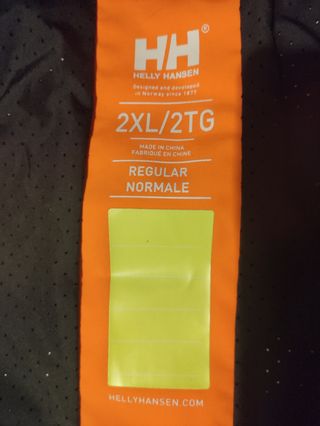 HH®
HELLY HANSEN
Designed and developed
in Norway since 1877
2XL/2TG
MADE IN CHINA
FABRIQUÉ EN CHINE
REGULAR
NORMALE
HELLYHANSEN.COM